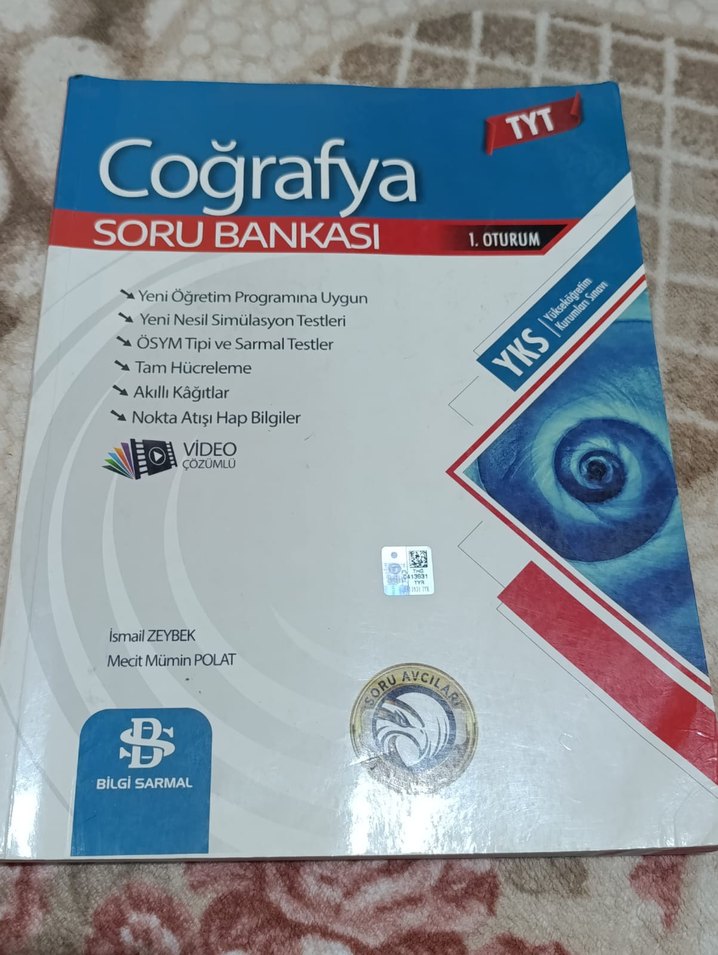 TYT
Coğrafya
SORU BANKASI
1. OTURUM
Yeni Öğretim Programına Uygun
Yeni Nesil Simülasyon Testleri
ÖSYM Tipi ve Sarmal Testler
Tam Hücreleme
Akıllı Kâğıtlar
Nokta Atışı Hap Bilgiler
VİDEO
ÇÖZÜMLÜ
YKS
Yükseköğretim
Kurumları Sınavı
İsmail ZEYBEK
Mecit Mümin POLAT
SORU AVCILARI
BS
BİLGİ SARMAL